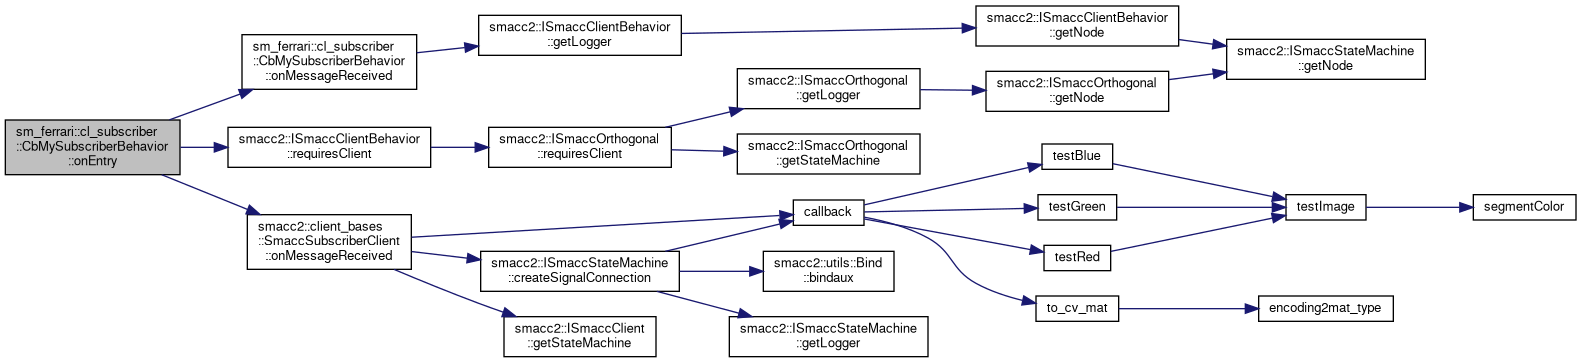 sm_ferrari::cl_subscriber
::CbMySubscriberBehavior
::onEntry
sm_ferrari::cl_subscriber
::CbMySubscriberBehavior
::onMessageReceived
smacc2::ISmaccClientBehavior
::getLogger
smacc2::ISmaccClientBehavior
::getNode
smacc2::ISmaccStateMachine
::getNode
smacc2::ISmaccClientBehavior
::requiresClient
smacc2::ISmaccOrthogonal
::requiresClient
smacc2::ISmaccOrthogonal
::getLogger
smacc2::ISmaccOrthogonal
::getNode
smacc2::ISmaccOrthogonal
::getStateMachine
smacc2::client_bases
::SmaccSubscriberClient
::onMessageReceived
smacc2::ISmaccStateMachine
::createSignalConnection
smacc2::ISmaccClient
::getStateMachine
callback
smacc2::utils::Bind
::bindaux
smacc2::ISmaccStateMachine
::getLogger
testBlue
testGreen
testRed
to_cv_mat
testImage
segmentColor
encoding2mat_type